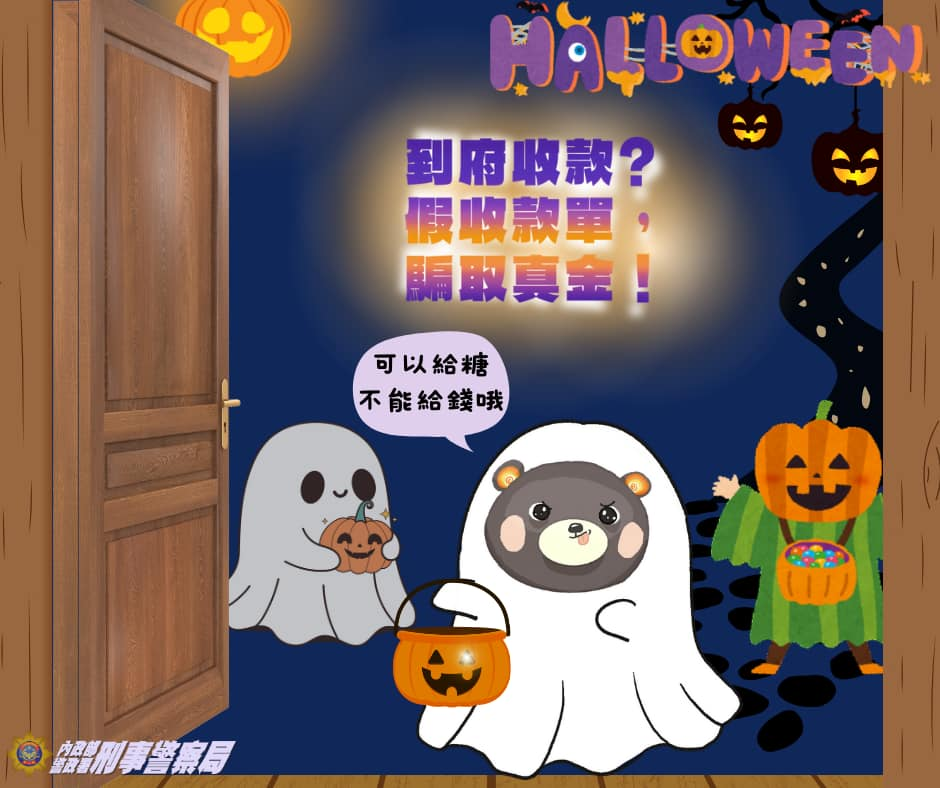 HALLOWEEN
到府收款?
假收款單，
騙取真金！
可以給糖
不能給錢哦
內政部
警政署 刑事警察局